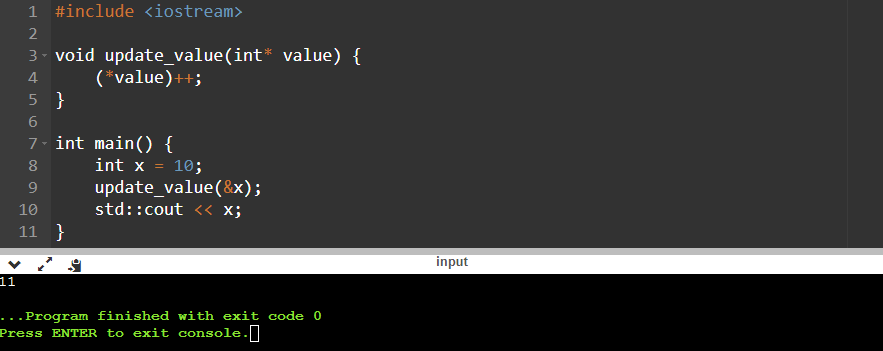 1 #include <iostream>
2
3 void update_value(int* value) {
4     (*value)++;
5 }
6
7 int main() {
8     int x = 10;
9     update_value(&x);
10     std::cout << x;
11 }
input
11
...Program finished with exit code 0
Press ENTER to exit console.